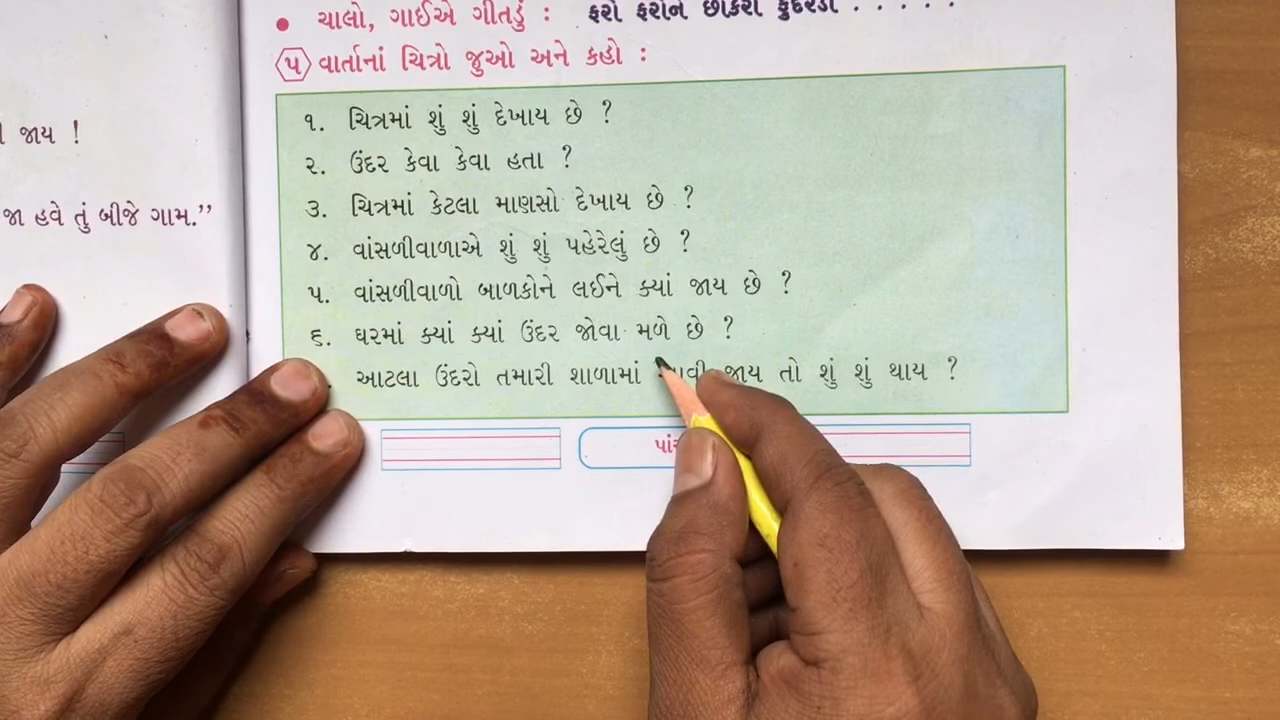 • ચાલો, ગાઈએ ગીતડું : ફરો ફરોને છોકરા ફુદરડી . . . . .
૫ વાર્તાનાં ચિત્રો જુઓ અને કહો :
૧. ચિત્રમાં શું શું દેખાય છે ?
૨. ઉંદર કેવા કેવા હતા ?
૩. ચિત્રમાં કેટલા માણસો દેખાય છે ?
૪. વાંસળીવાળાએ શું શું પહેરેલું છે ?
૫. વાંસળીવાળો બાળકોને લઈને ક્યાં જાય છે ?
૬. ઘરમાં ક્યાં ક્યાં ઉંદર જોવા મળે છે ?
આટલા ઉંદરો તમારી શાળામાં જાય તો શું શું થાય ?
જાય !
જા હવે તું બીજે ગામ.”